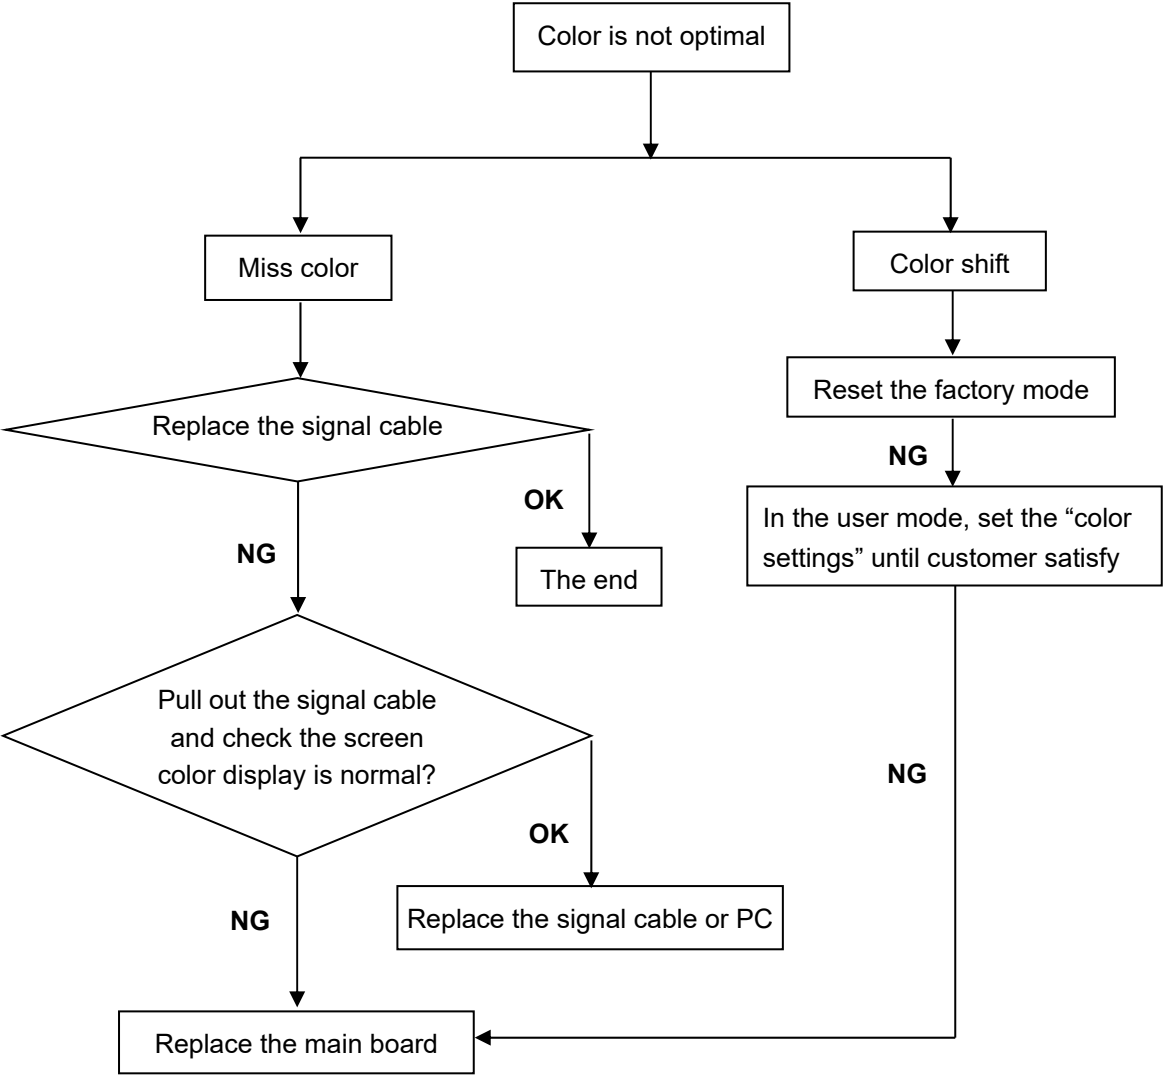 Color is not optimal
Miss color
Color shift
Replace the signal cable
Reset the factory mode
NG
OK
In the user mode, set the “color
settings” until customer satisfy
NG
The end
Pull out the signal cable
and check the screen
color display is normal?
NG
OK
NG
Replace the signal cable or PC
Replace the main board